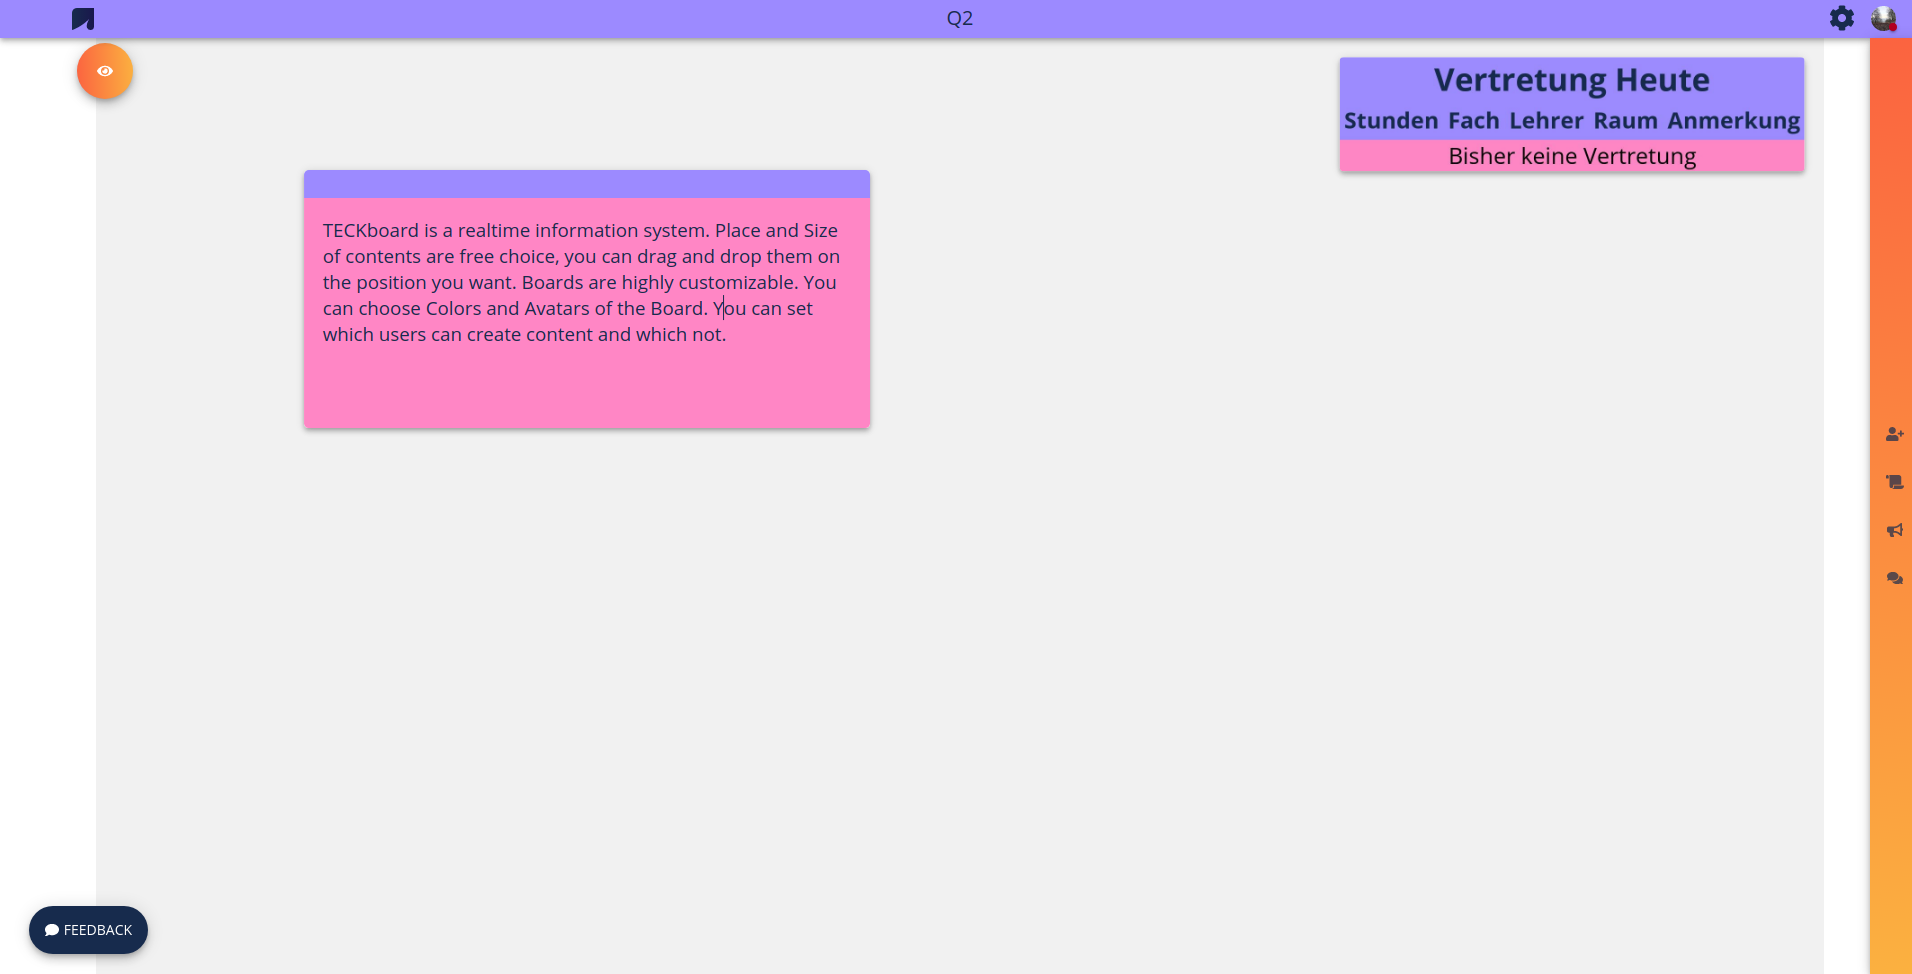 Q2
Vertretung Heute
Stunden Fach Lehrer Raum Anmerkung
Bisher keine Vertretung
TECKboard is a realtime information system. Place and Size
of contents are free choice, you can drag and drop them on
the position you want. Boards are highly customizable. You
can choose Colors and Avatars of the Board. You can set
which users can create content and which not.
FEEDBACK